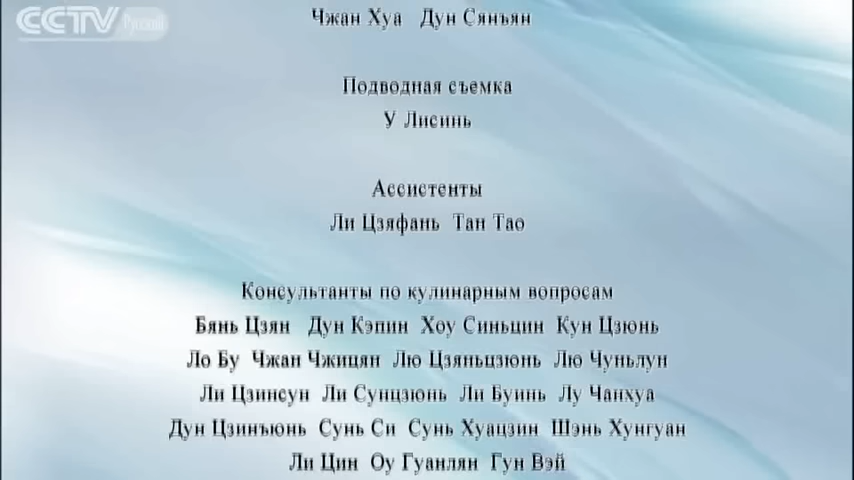 CCTV Русский
Чжан Хуа Дун Сянъян
Подводная съемка
У Лисинь
Ассистенты
Ли Цзяфань Тан Тао
Консультанты по кулинарным вопросам
Бянь Цзян Дун Кэпин Хоу Синьцин Кун Цзюнь
Ло Бу Чжан Чжицян Лю Цзяньцзюнь Лю Чуньлун
Ли Цзинсун Ли Сунцзюнь Ли Буинь Лу Чанхуа
Дун Цзинъюнь Сунь Си Сунь Хуацзин Шэнь Хунгуан
Ли Цин Оу Гуанлян Гун Вэй